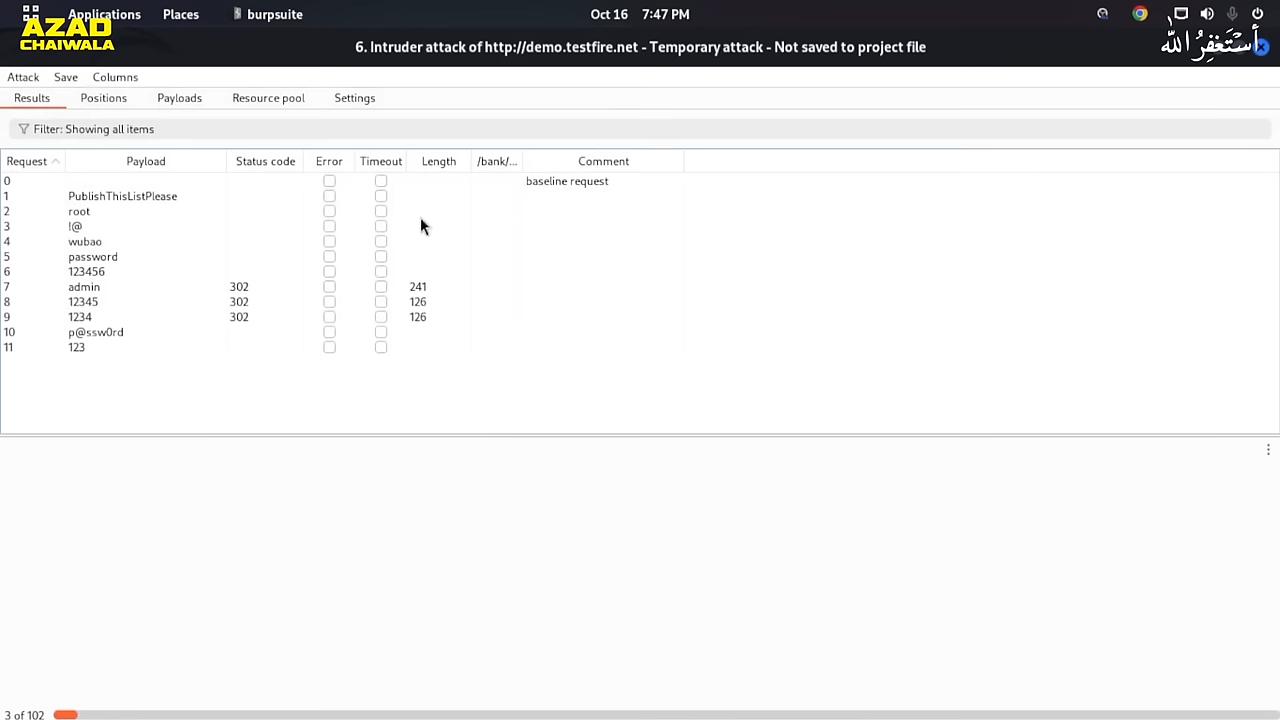 Applications Places burpsuite Oct 16 7:47 PM
AZAD
CHAIWALA
6. Intruder attack of http://demo.testfire.net - Temporary attack - Not saved to project file
أَسْتَغْفِرُ اللّٰه
Attack Save Columns
Results Positions Payloads Resource pool Settings
Filter: Showing all items
Request Payload Status code Error Timeout Length /bank/... Comment
0 baseline request
1 PublishThisListPlease
2 root
3 !@
4 wubao
5 password
6 123456
7 admin 302 241
8 12345 302 126
9 1234 302 126
10 p@ssw0rd
11 123
3 of 102